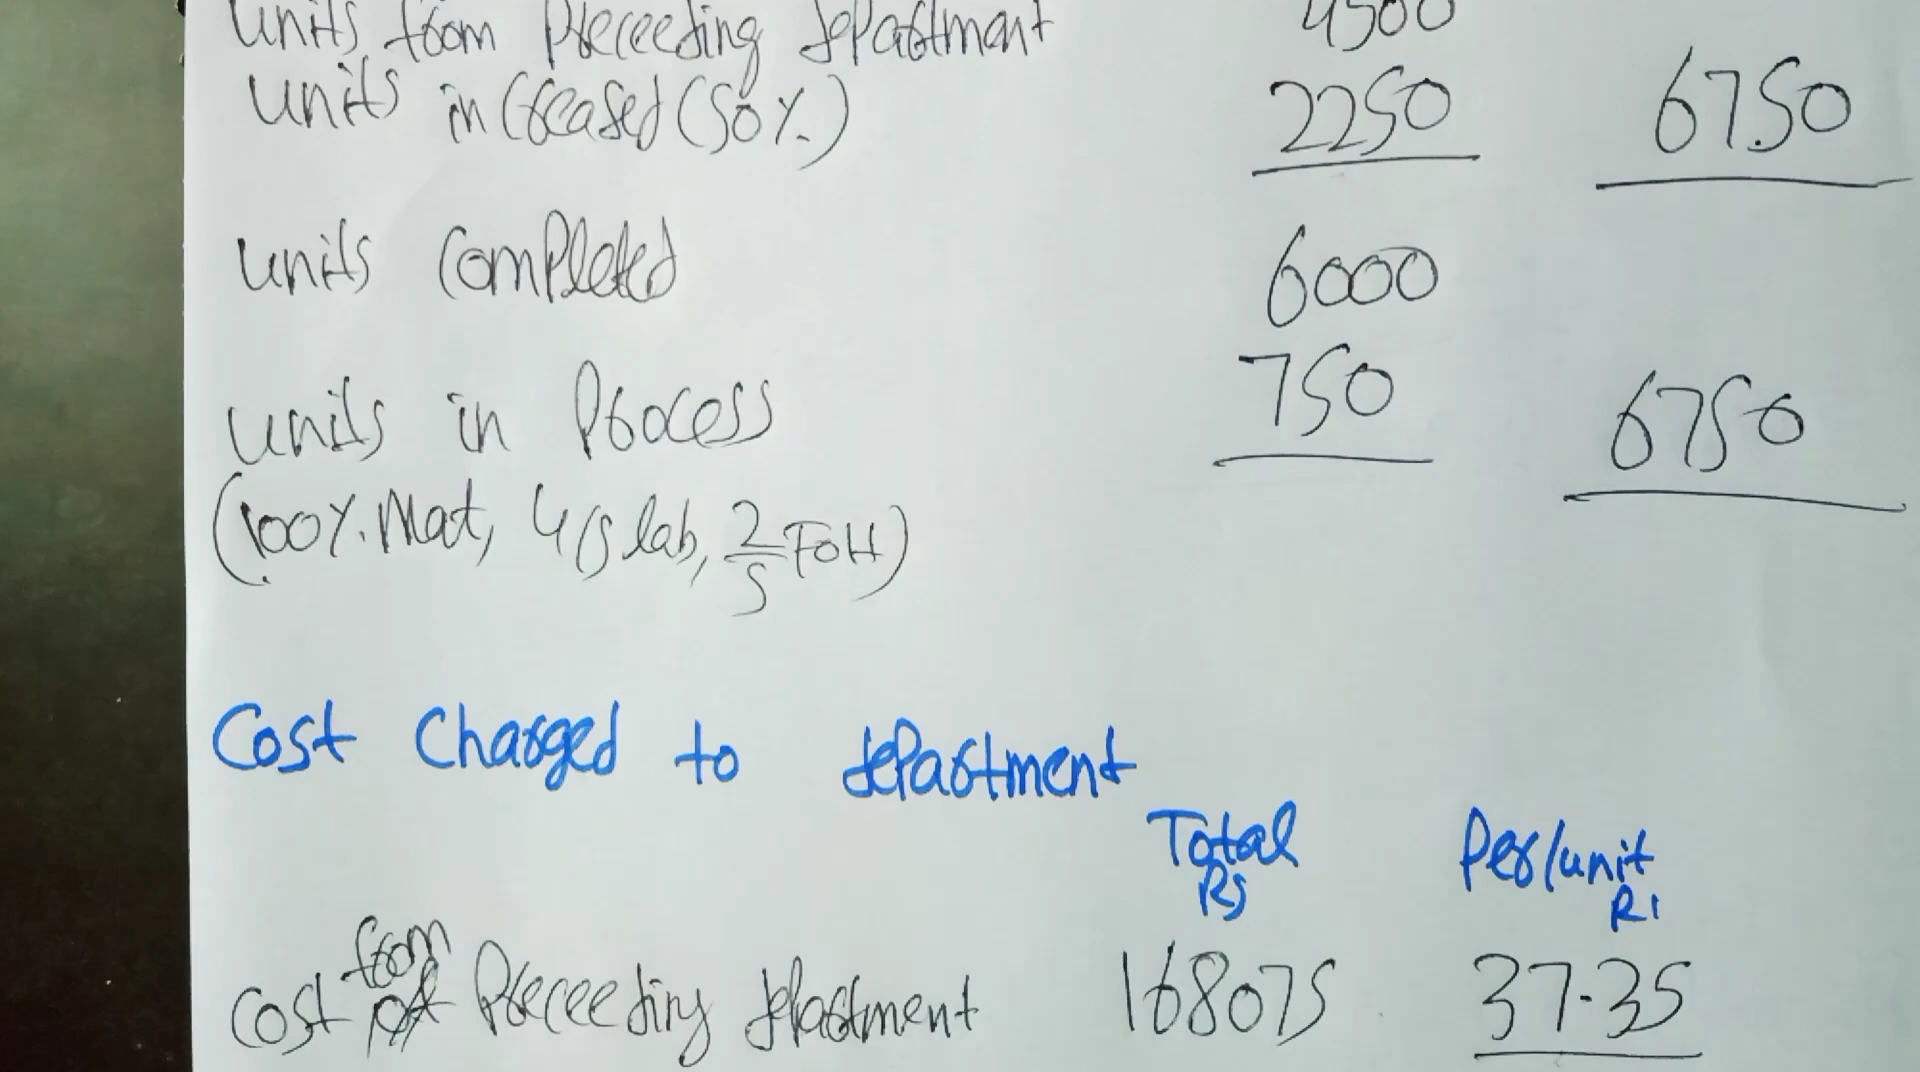 units from Preceeding department 4500
units increased (50%.) 2250 6750
units Completed 6000
units in Process 750 6750
(100%. Mat, 4/5 lab, 2/5 FOH)
Cost Charged to department
Total Per/unit
Rs Rs
Cost from Preceeding department 168075 37.35